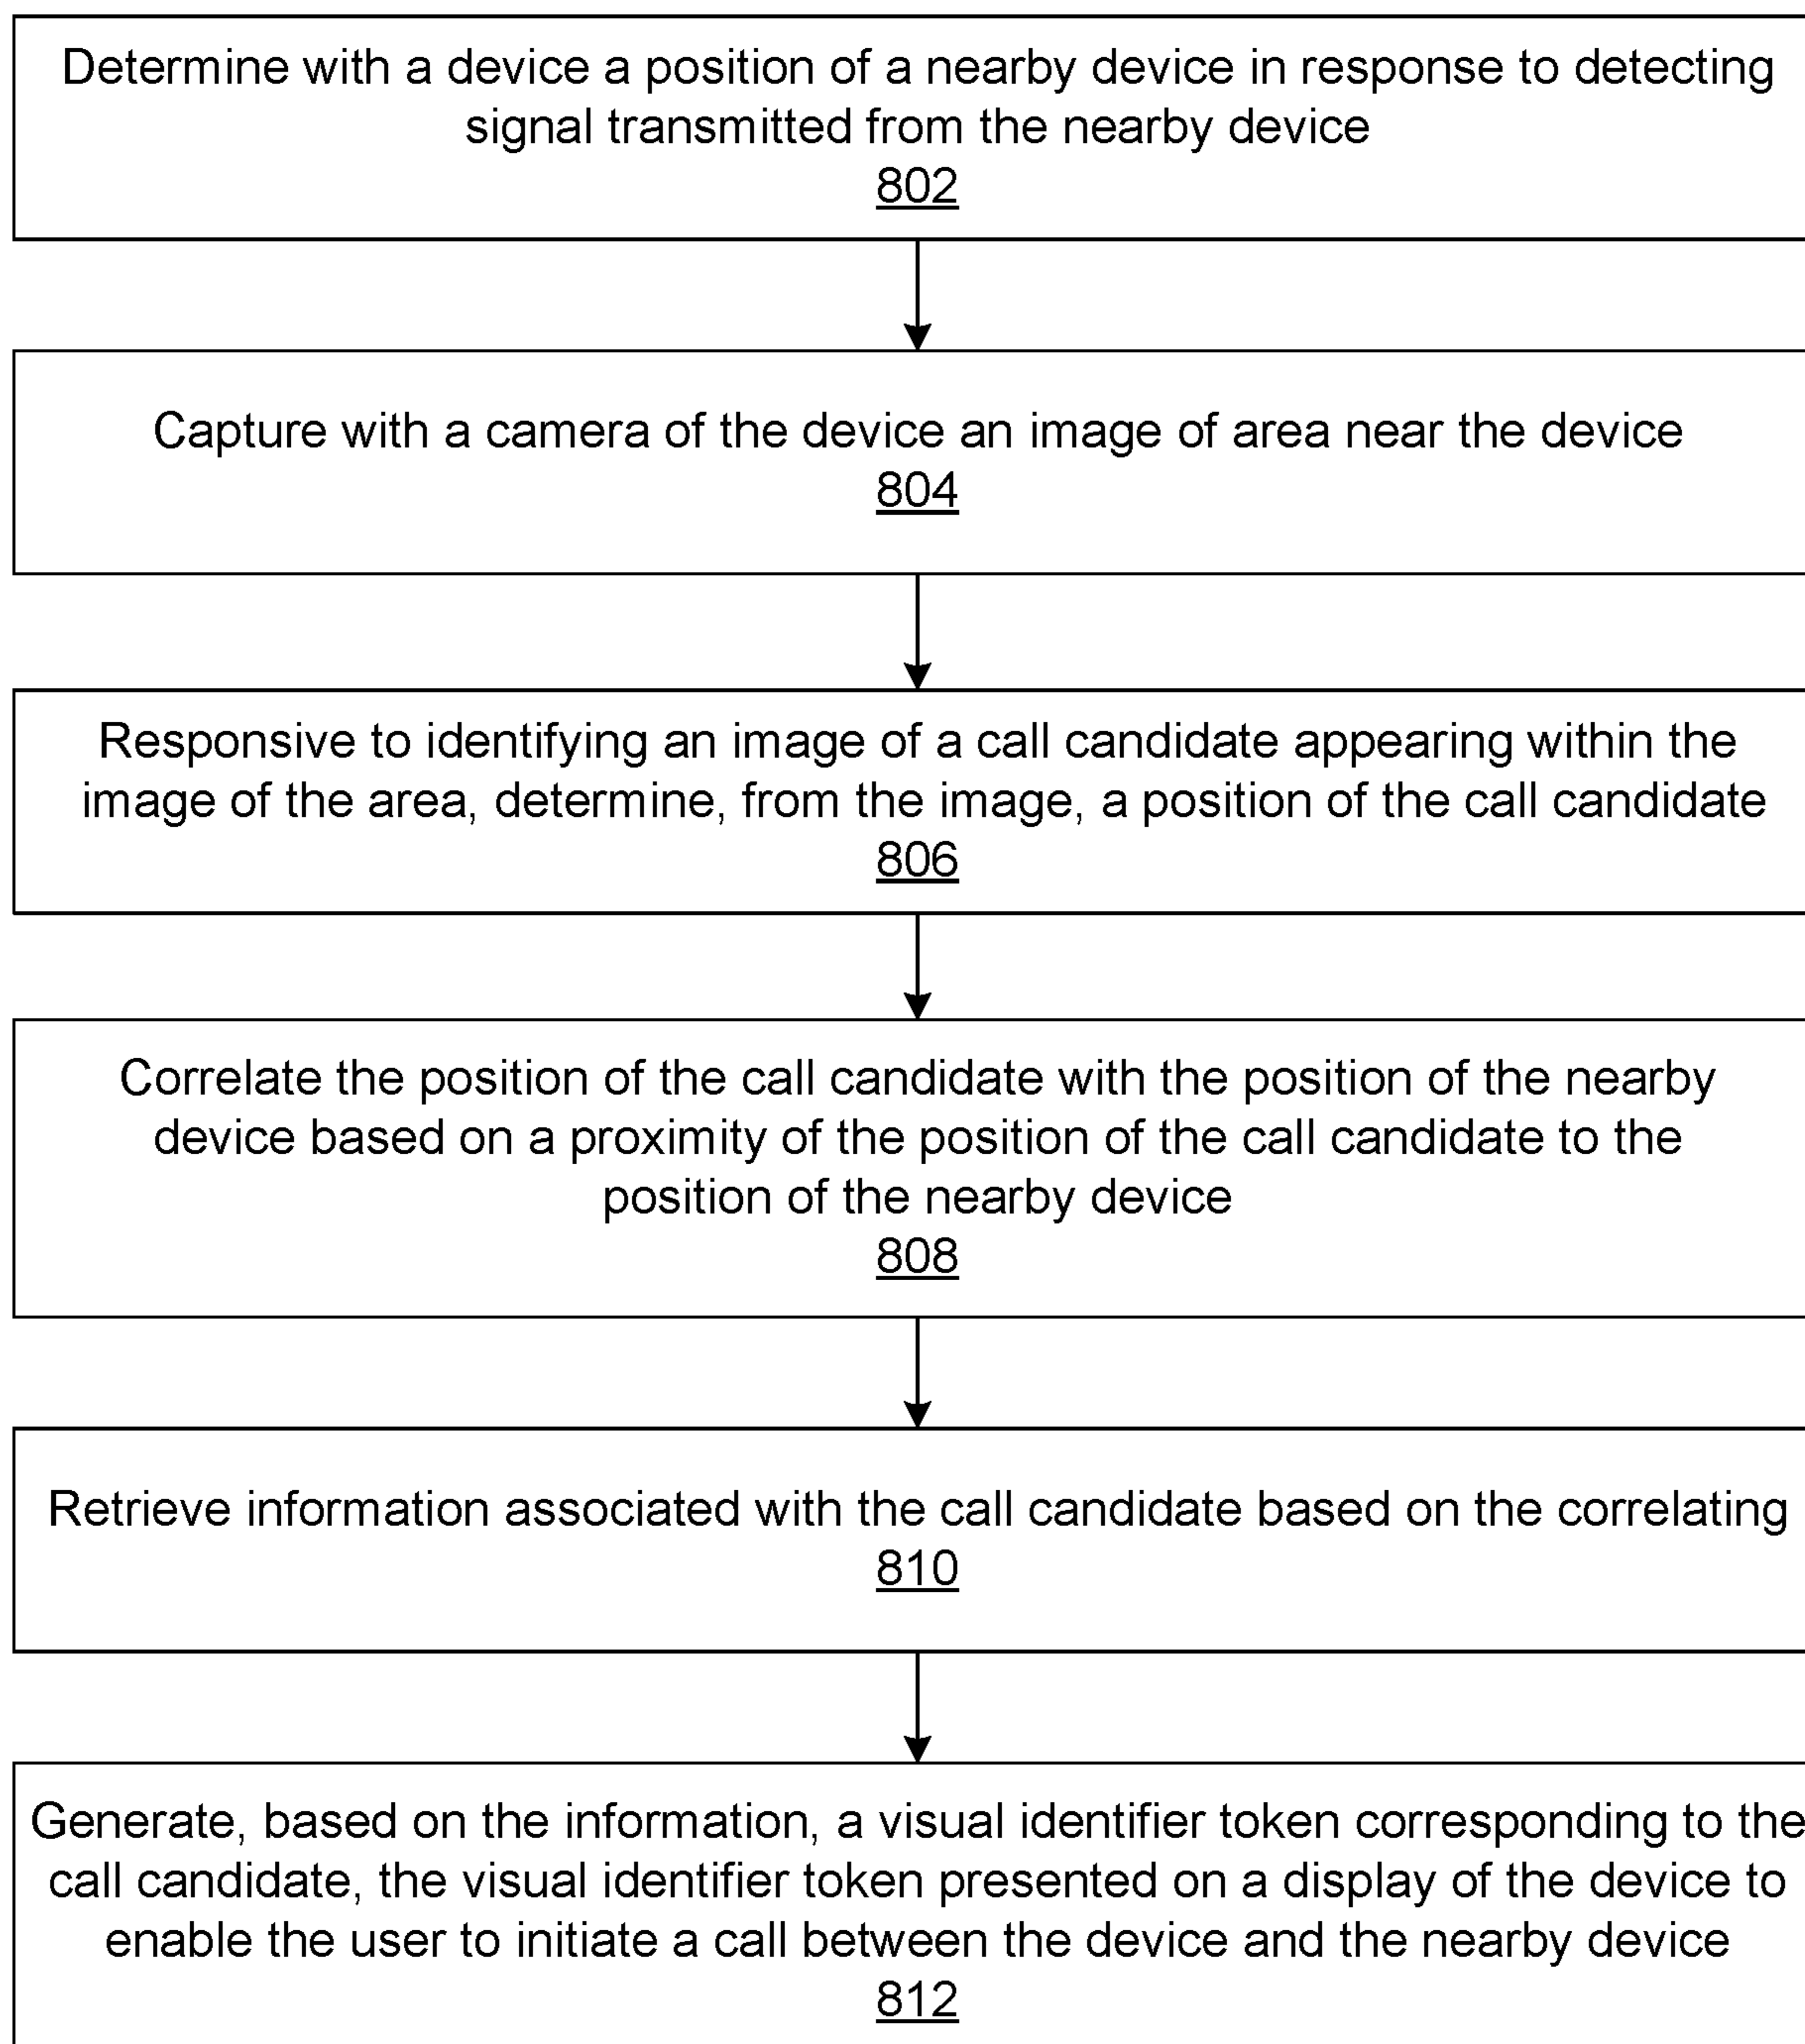 Determine with a device a position of a nearby device in response to detecting
signal transmitted from the nearby device
802
Capture with a camera of the device an image of area near the device
804
Responsive to identifying an image of a call candidate appearing within the
image of the area, determine, from the image, a position of the call candidate
806
Correlate the position of the call candidate with the position of the nearby
device based on a proximity of the position of the call candidate to the
position of the nearby device
808
Retrieve information associated with the call candidate based on the correlating
810
Generate, based on the information, a visual identifier token corresponding to the
call candidate, the visual identifier token presented on a display of the device to
enable the user to initiate a call between the device and the nearby device
812